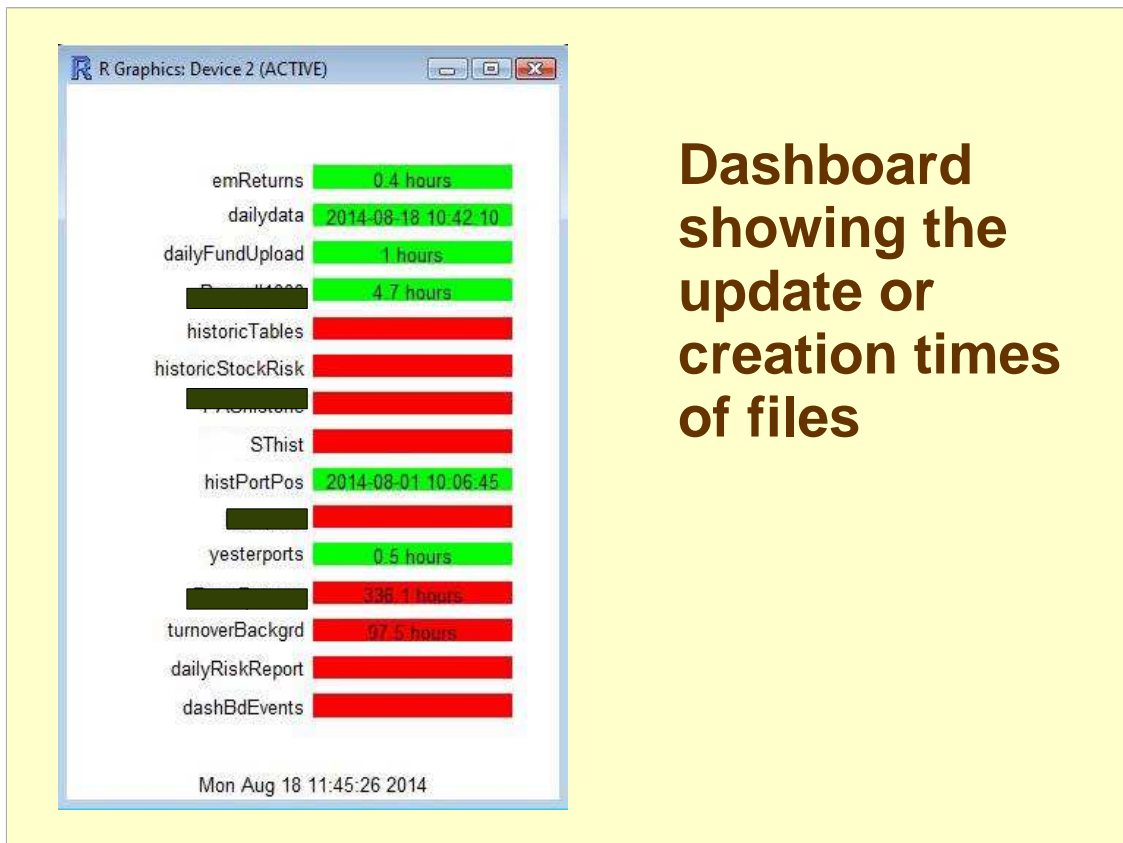 R Graphics: Device 2 (ACTIVE)
emReturns 0.4 hours
dailydata 2014-08-18 10:42:10
dailyFundUpload 1 hours
4.7 hours
historicTables
historicStockRisk
SThist
histPortPos 2014-08-01 10:06:45
yesterports 0.5 hours
336.1 hours
turnoverBackgrd 97.5 hours
dailyRiskReport
dashBdEvents
Mon Aug 18 11:45:26 2014
Dashboard
showing the
update or
creation times
of files